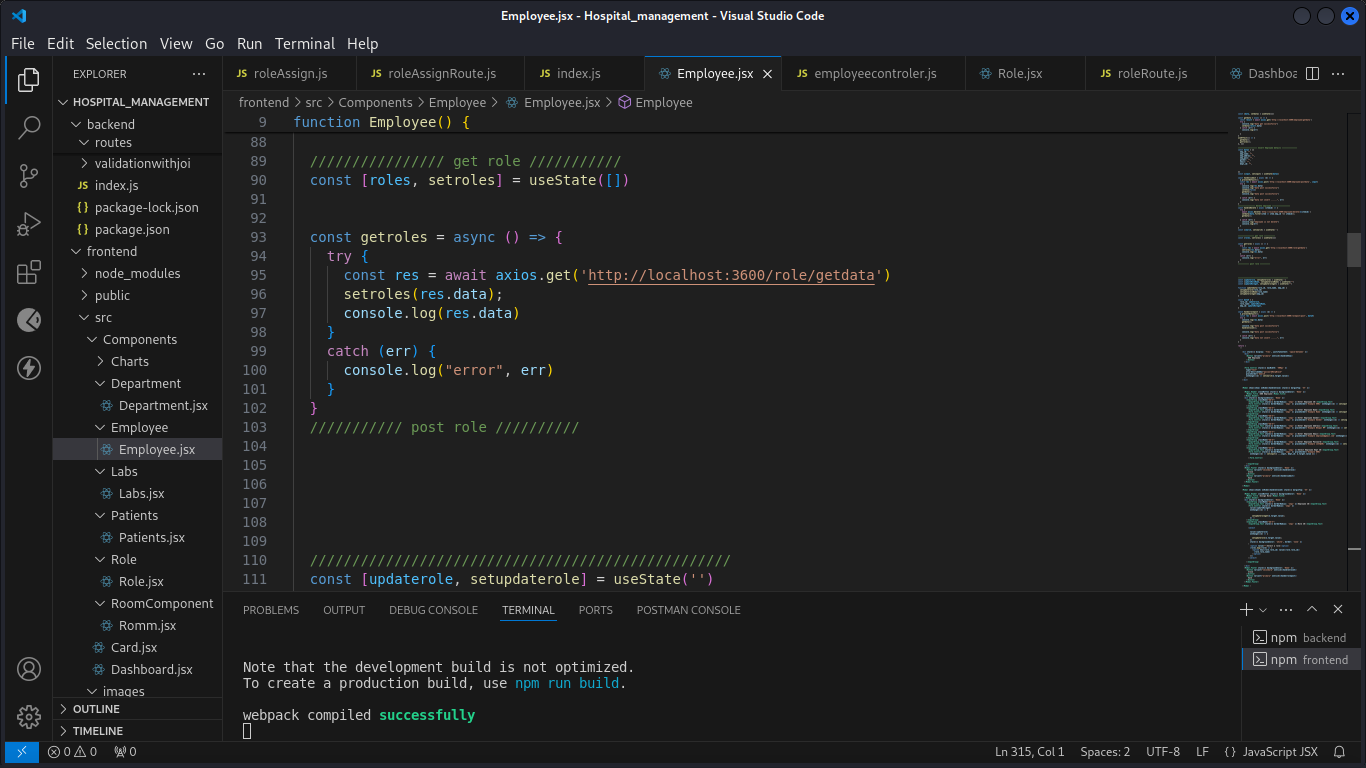 Employee.jsx - Hospital_management - Visual Studio Code
File Edit Selection View Go Run Terminal Help
EXPLORER ···
roleAssign.js roleAssignRoute.js index.js Employee.jsx employeecontroler.js Role.jsx roleRoute.js Dashboa
HOSPITAL_MANAGEMENT
backend
routes
validationwithjoi
index.js
package-lock.json
package.json
frontend
node_modules
public
src
Components
Charts
Department
Department.jsx
Employee
Employee.jsx
Labs
Labs.jsx
Patients
Patients.jsx
Role
Role.jsx
RoomComponent
Romm.jsx
Card.jsx
Dashboard.jsx
images
OUTLINE
TIMELINE
frontend > src > Components > Employee > Employee.jsx > Employee
9 function Employee() {
88
89 //////////////// get role ///////////
90 const [roles, setroles] = useState([])
91
92
93 const getroles = async () => {
94 try {
95 const res = await axios.get('http://localhost:3600/role/getdata')
96 setroles(res.data);
97 console.log(res.data)
98 }
99 catch (err) {
100 console.log("error", err)
101 }
102 }
103 /////////// post role //////////
104
105
106
107
108
109
110 //////////////////////////////////////////////////
111 const [updaterole, setupdaterole] = useState('')
PROBLEMS OUTPUT DEBUG CONSOLE TERMINAL PORTS POSTMAN CONSOLE
Note that the development build is not optimized.
To create a production build, use npm run build.
webpack compiled successfully
npm backend
npm frontend
0 0 0 Ln 315, Col 1 Spaces: 2 UTF-8 LF { } JavaScript JSX